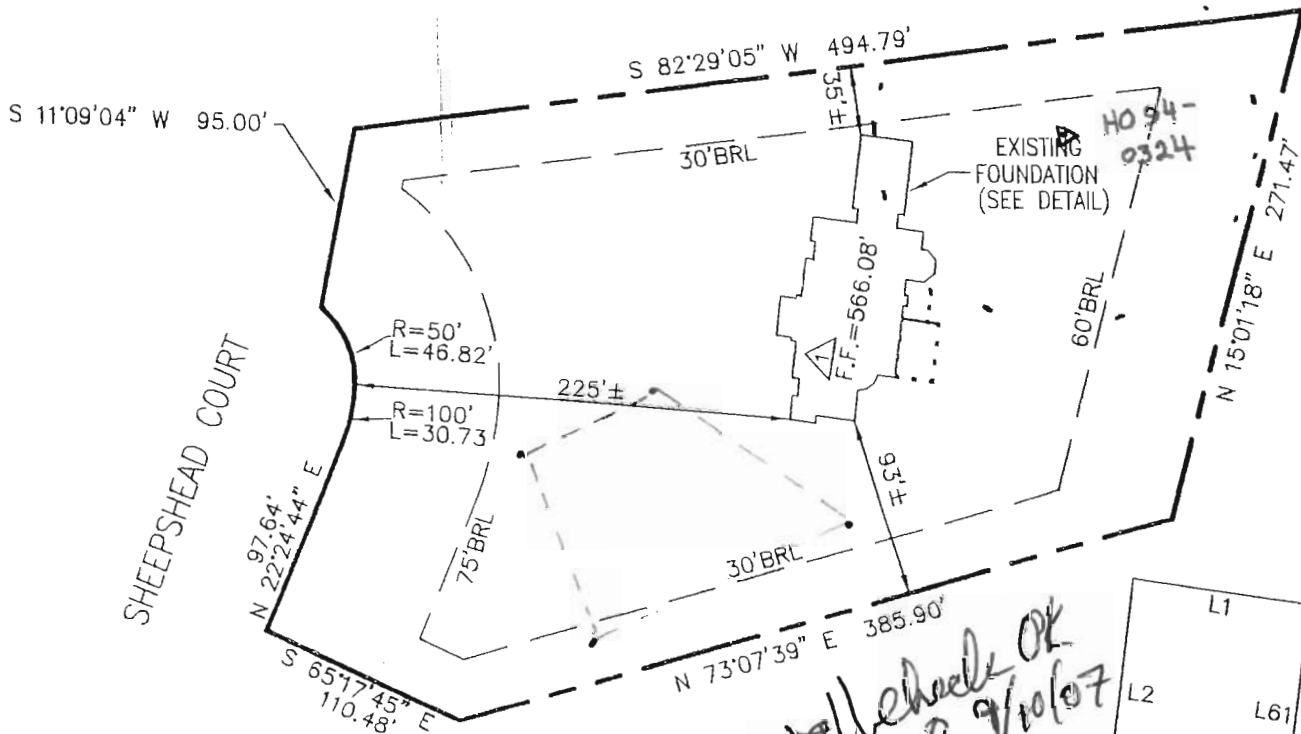 S 82°29'05" W 494.79'
S 11°09'04" W 95.00'
35'±
30'BRL
EXISTING
FOUNDATION
(SEE DETAIL)
HO 94-
0324
N 15°01'18" E 271.47'
60'BRL
F.F.=566.08'
1
R=50'
L=46.82'
225'±
R=100'
L=30.73
SHEEPSHEAD COURT
97.64'
N 22°24'44" E
75'BRL
93'±
30'BRL
N 73°07'39" E 385.90'
S 65°17'45" E
110.48'
check OK
9/10/07
L1
L2
L61